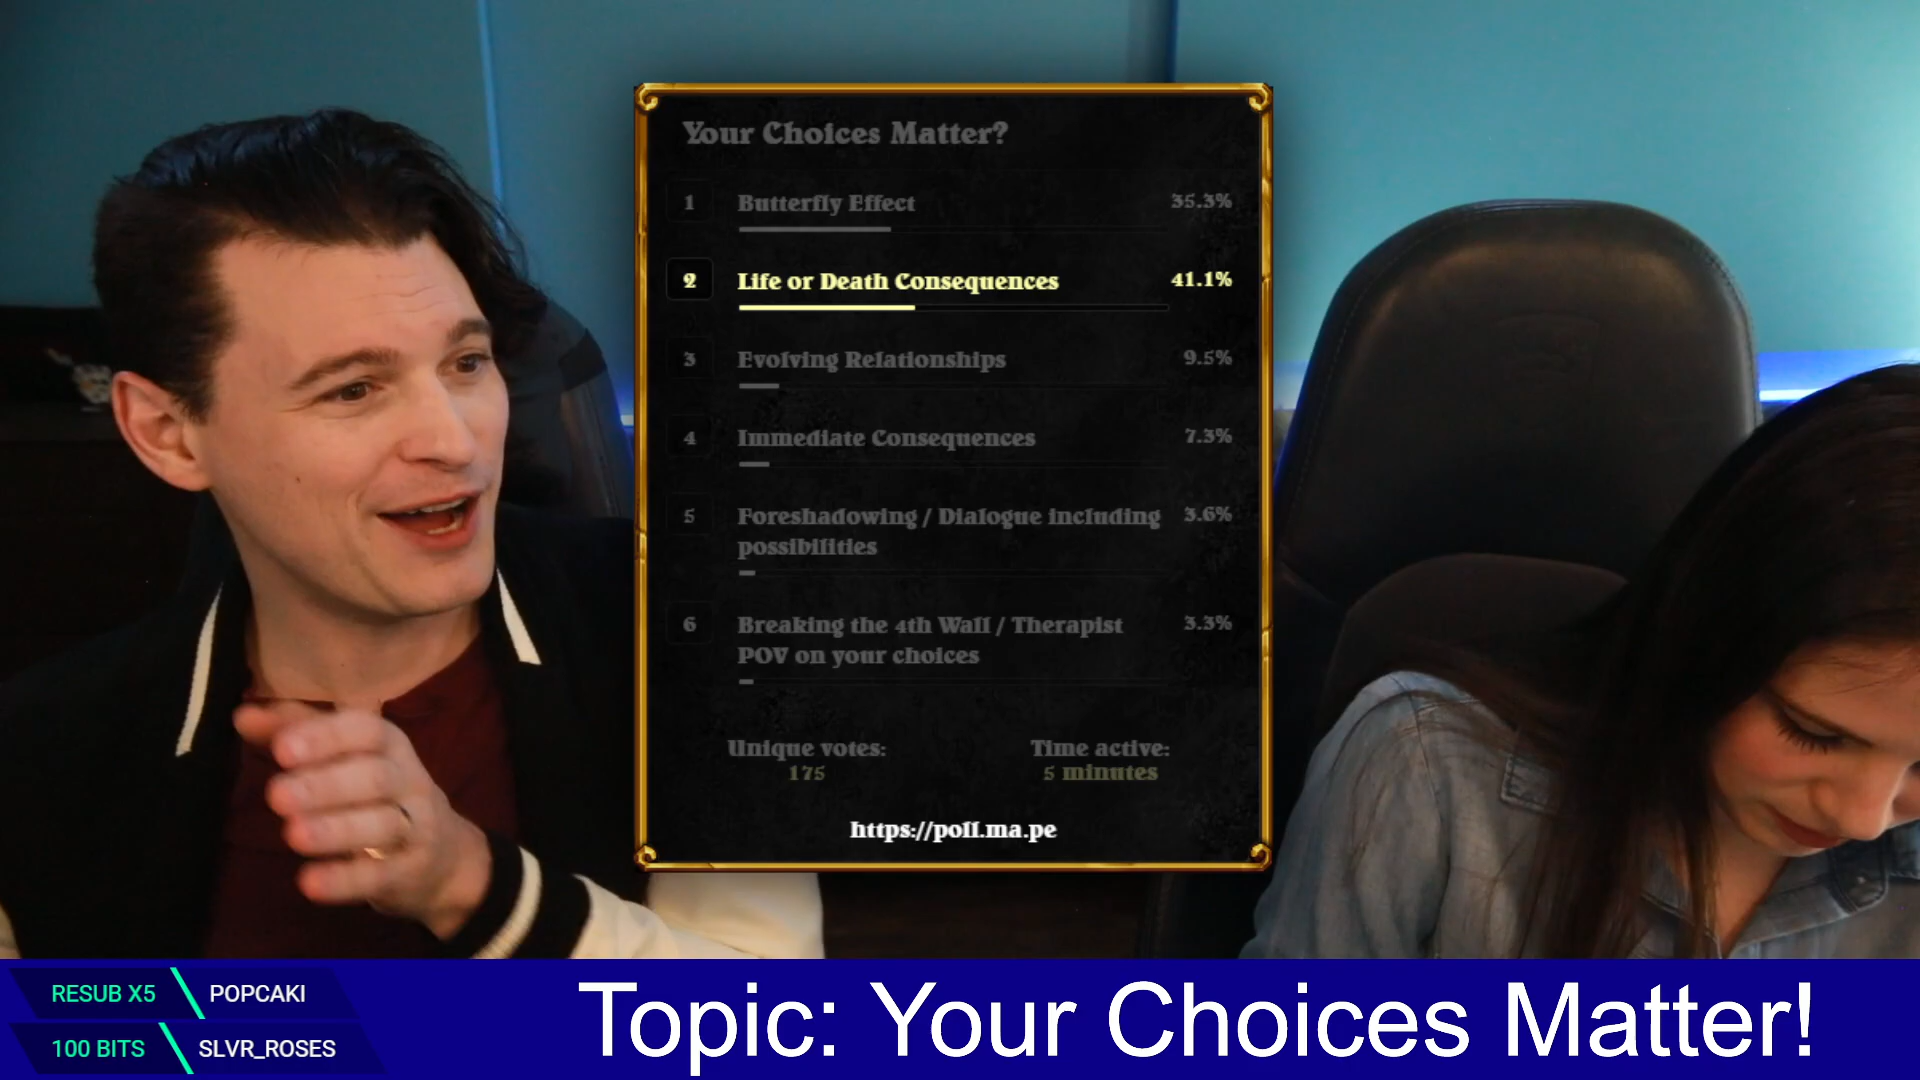 Your Choices Matter?
1 Butterfly Effect 35.3%
2 Life or Death Consequences 41.1%
3 Evolving Relationships 9.5%
4 Immediate Consequences 7.3%
5 Foreshadowing / Dialogue including 3.6%
possibilities
6 Breaking the 4th Wall / Therapist 3.3%
POV on your choices
Unique votes: Time active:
175 5 minutes
https://poll.ma.pe
RESUB X5 POPCAKI
100 BITS SLVR_ROSES
Topic: Your Choices Matter!